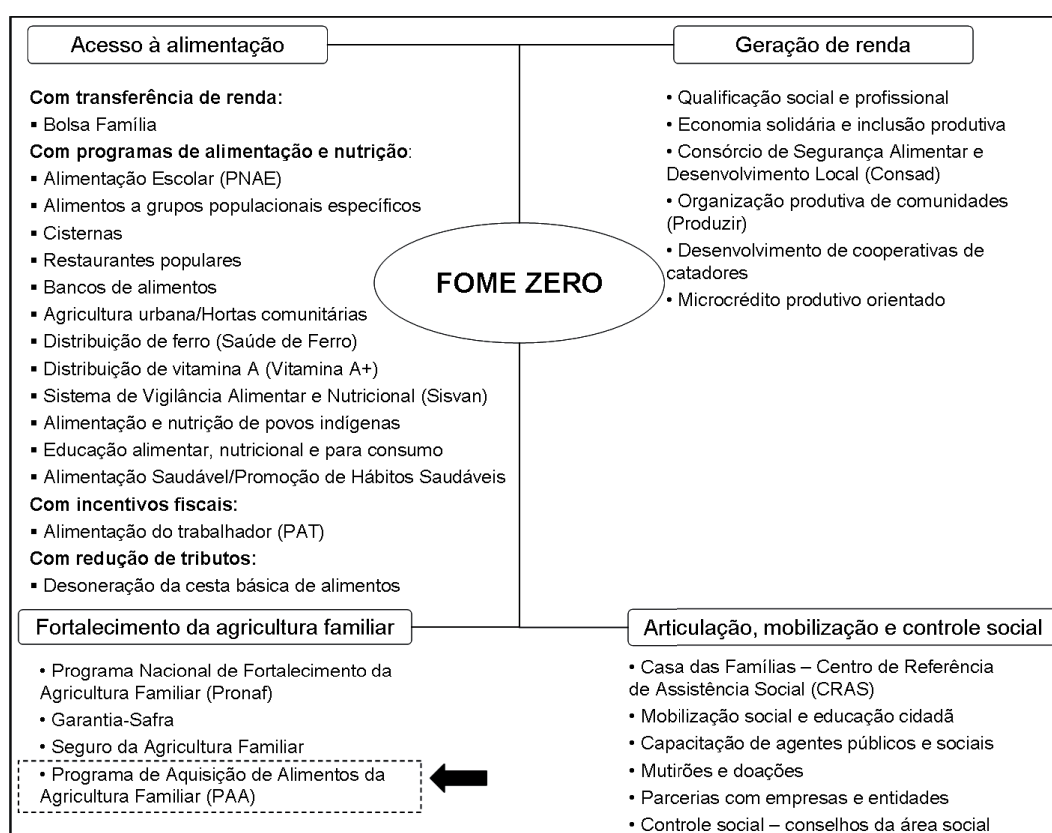 Acesso à alimentação
Com transferência de renda:
▪ Bolsa Família
Com programas de alimentação e nutrição:
▪ Alimentação Escolar (PNAE)
▪ Alimentos a grupos populacionais específicos
▪ Cisternas
▪ Restaurantes populares
▪ Bancos de alimentos
▪ Agricultura urbana/Hortas comunitárias
▪ Distribuição de ferro (Saúde de Ferro)
▪ Distribuição de vitamina A (Vitamina A+)
▪ Sistema de Vigilância Alimentar e Nutricional (Sisvan)
▪ Alimentação e nutrição de povos indígenas
▪ Educação alimentar, nutricional e para consumo
▪ Alimentação Saudável/Promoção de Hábitos Saudáveis
Com incentivos fiscais:
▪ Alimentação do trabalhador (PAT)
Com redução de tributos:
▪ Desoneração da cesta básica de alimentos
Geração de renda
• Qualificação social e profissional
• Economia solidária e inclusão produtiva
• Consórcio de Segurança Alimentar e
Desenvolvimento Local (Consad)
• Organização produtiva de comunidades
(Produzir)
• Desenvolvimento de cooperativas de
catadores
• Microcrédito produtivo orientado
FOME ZERO
Fortalecimento da agricultura familiar
• Programa Nacional de Fortalecimento da
Agricultura Familiar (Pronaf)
• Garantia-Safra
• Seguro da Agricultura Familiar
• Programa de Aquisição de Alimentos da
Agricultura Familiar (PAA)
Articulação, mobilização e controle social
• Casa das Famílias – Centro de Referência
de Assistência Social (CRAS)
• Mobilização social e educação cidadã
• Capacitação de agentes públicos e sociais
• Mutirões e doações
• Parcerias com empresas e entidades
• Controle social – conselhos da área social